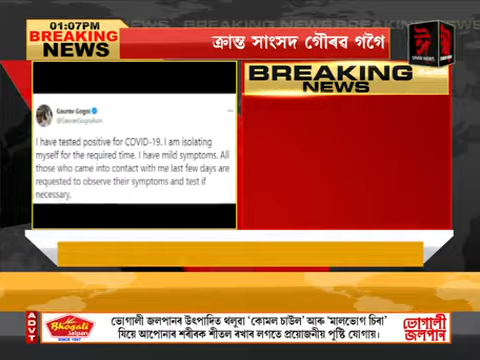 01:07PM
BREAKING
NEWS
ক্ৰান্ত সাংসদ গৌৰৱ গগৈ
BREAKING
NEWS
Gaurav Gogoi
@GauravGogoiAsm
I have tested positive for COVID-19. I am isolating
myself for the required time. I have mild symptoms. All
those who came into contact with me last few days are
requested to observe their symptoms and test if
necessary.
ADVT
Bhogali
Jalpan
SINCE 1997
ভোগালী জলপানৰ উৎপাদিত থলুৱা ‘কোমল চাউল’ আৰু ‘মালভোগ চিৰা’
যিয়ে আপোনাৰ শৰীৰক শীতল ৰখাৰ লগতে প্ৰয়োজনীয় পুষ্টি যোগায়।
ভোগালী
জলপান